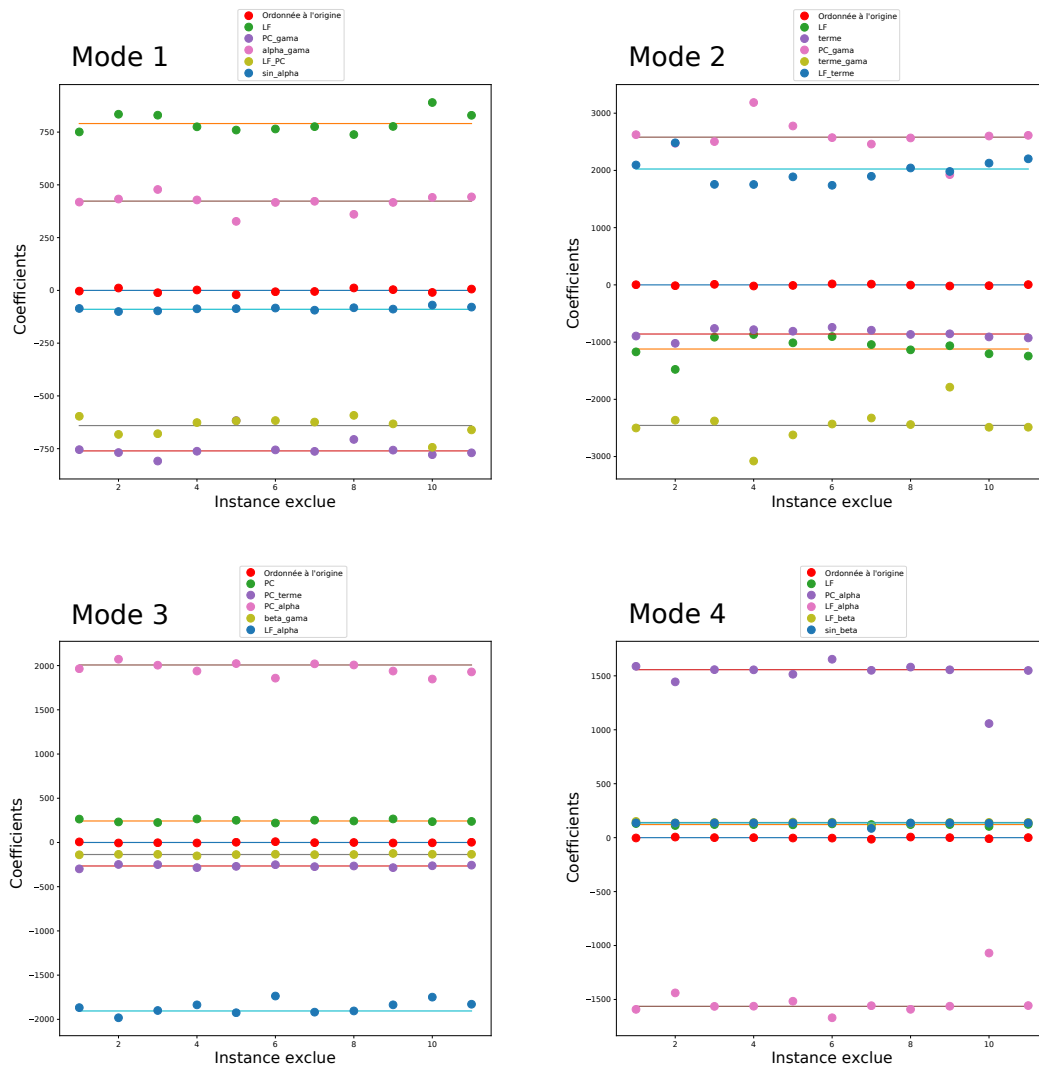 Mode 1
Ordonnée à l'origine
LF
PC_gama
alpha_gama
LF_PC
sin_alpha
Coefficients
750
500
250
0
−250
−500
−750
2
4
6
8
10
Instance exclue
Mode 2
Ordonnée à l'origine
LF
terme
PC_gama
terme_gama
LF_terme
Coefficients
3000
2000
1000
0
−1000
−2000
−3000
2
4
6
8
10
Instance exclue
Mode 3
Ordonnée à l'origine
PC
PC_terme
PC_alpha
beta_gama
LF_alpha
Coefficients
2000
1500
1000
500
0
−500
−1000
−1500
−2000
2
4
6
8
10
Instance exclue
Mode 4
Ordonnée à l'origine
LF
PC_alpha
LF_alpha
LF_beta
sin_beta
Coefficients
1500
1000
500
0
−500
−1000
−1500
2
4
6
8
10
Instance exclue